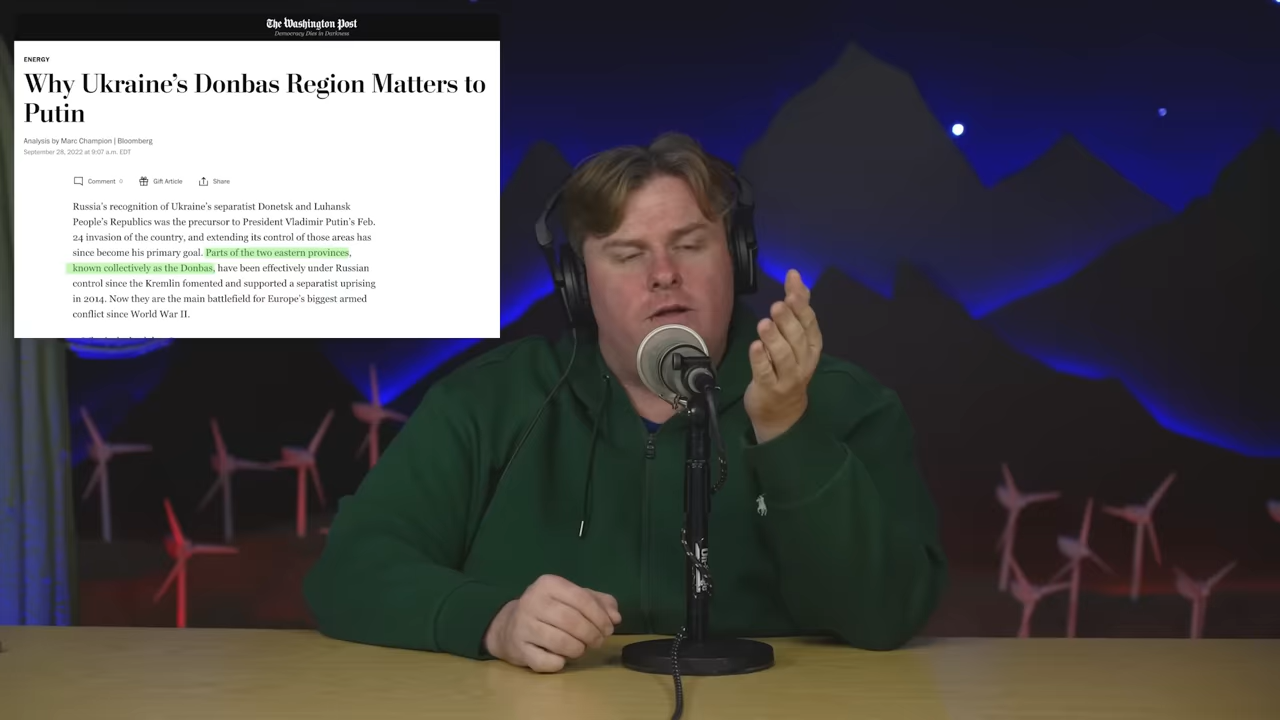 The Washington Post
Democracy Dies in Darkness
ENERGY
Why Ukraine's Donbas Region Matters to
Putin
Analysis by Marc Champion | Bloomberg
September 28, 2022 at 9:07 a.m. EDT
Comment
Gift Article
Share
Russia's recognition of Ukraine's separatist Donetsk and Luhansk
People's Republics was the precursor to President Vladimir Putin's Feb.
24 invasion of the country, and extending its control of those areas has
since become his primary goal. Parts of the two eastern provinces,
known collectively as the Donbas, have been effectively under Russian
control since the Kremlin fomented and supported a separatist uprising
in 2014. Now they are the main battlefield for Europe's biggest armed
conflict since World War II.